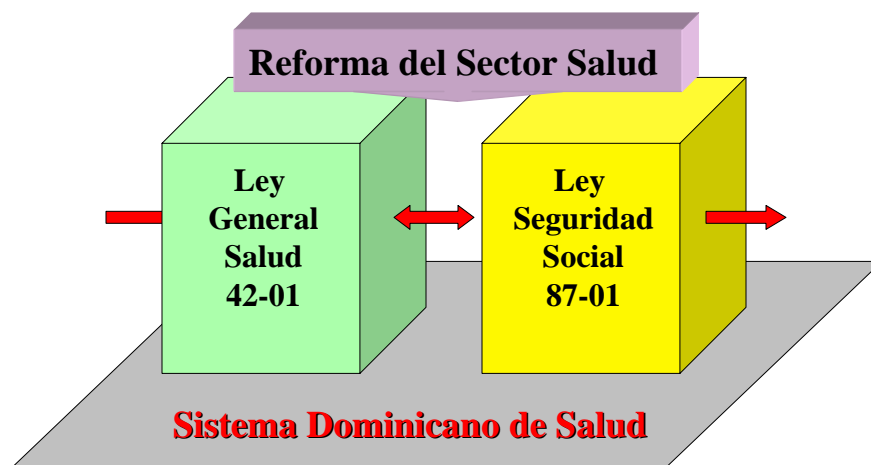 Reforma del Sector Salud
Ley
General
Salud
42-01
Ley
Seguridad
Social
87-01
Sistema Dominicano de Salud